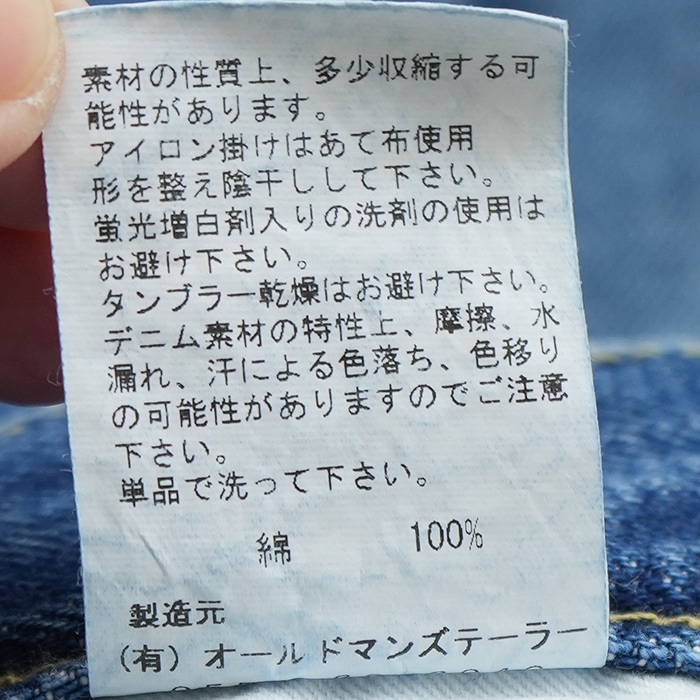 素材の性質上、多少収縮する可
能性があります。
アイロン掛けはあて布使用
形を整え陰干しして下さい。
蛍光増白剤入りの洗剤の使用は
お避け下さい。
タンブラー乾燥はお避け下さい。
デニム素材の特性上、摩擦、水
漏れ、汗による色落ち、色移り
の可能性がありますのでご注意
下さい。
単品で洗って下さい。
綿 100%
製造元
(有) オールドマンズテーラー